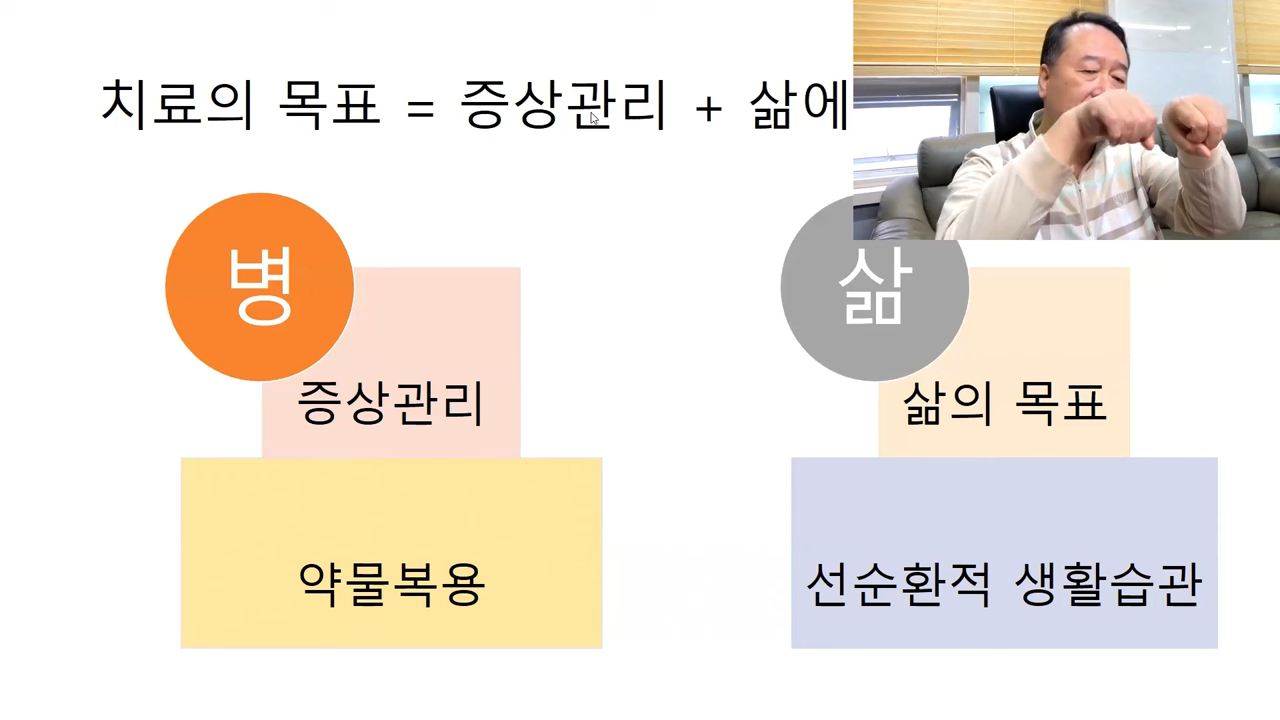 치료의 목표 = 증상관리 + 삶에
병
삶
증상관리
삶의 목표
약물복용
선순환적 생활습관